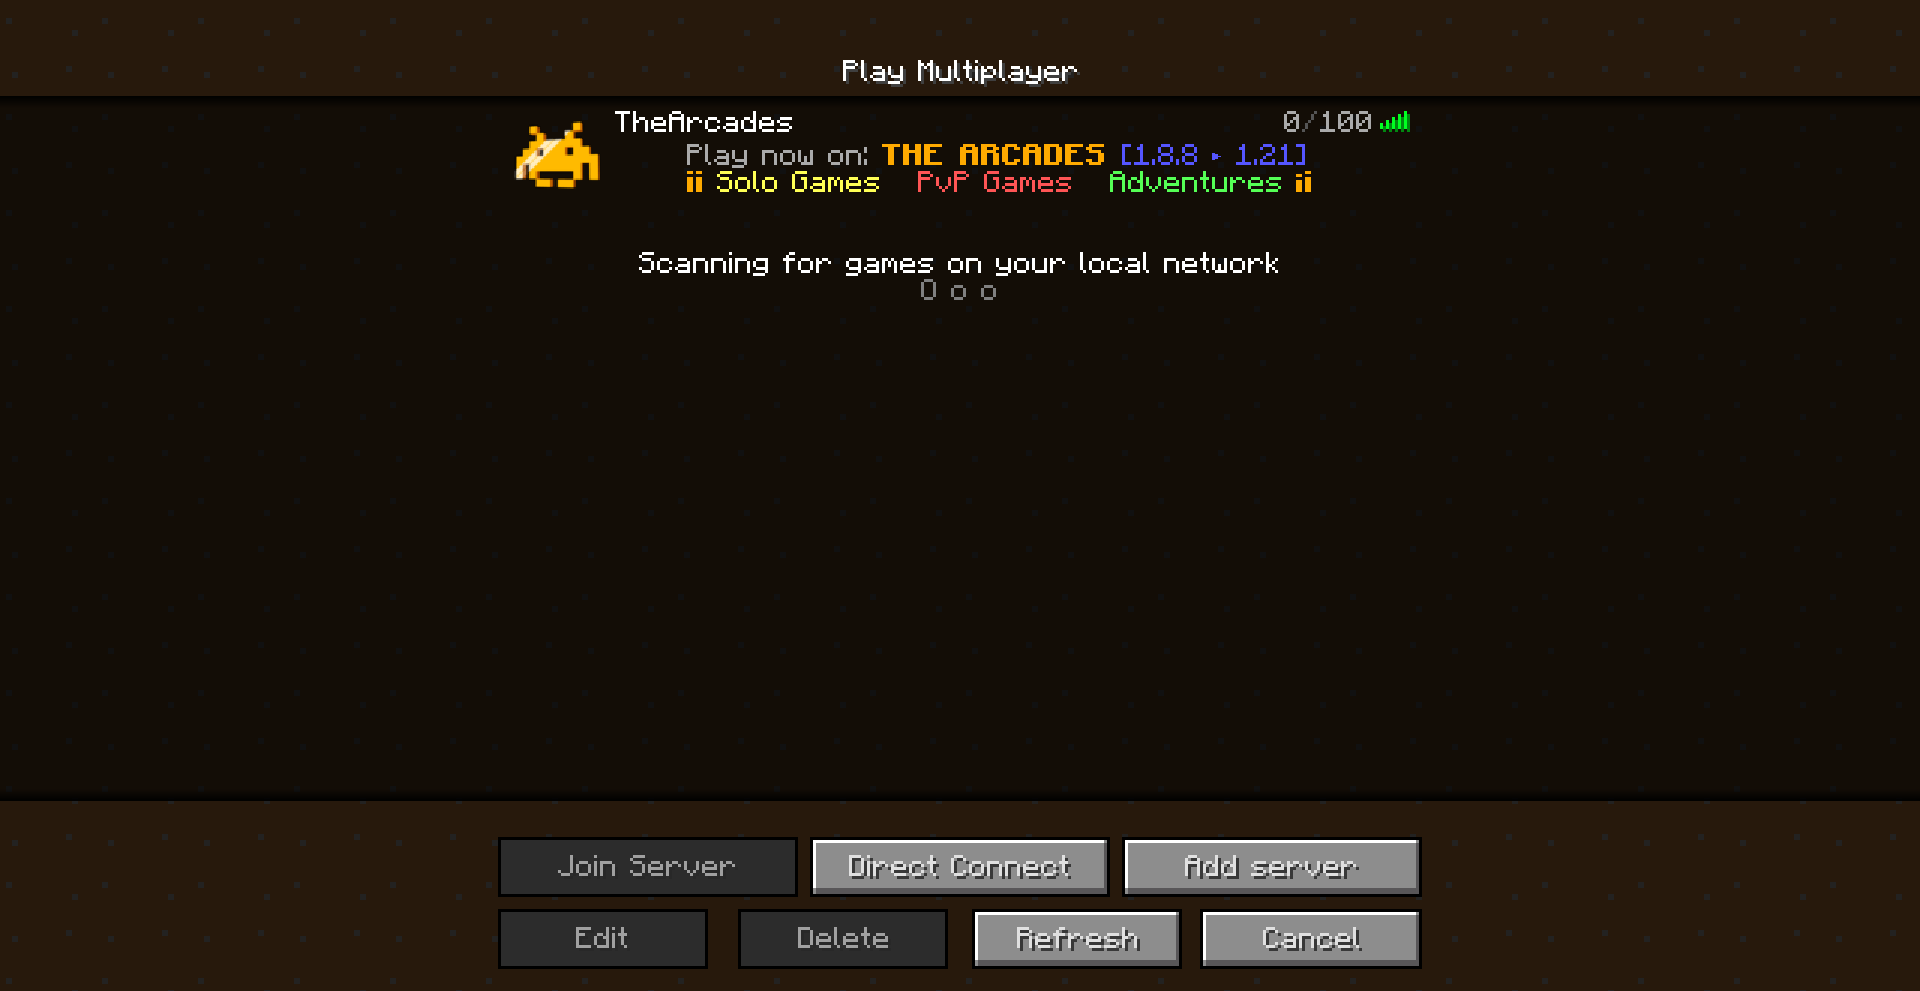 Play Multiplayer
TheArcades 0/100
Play now on: THE ARCADES [1.8.8 ▸ 1.21]
¡¡ Solo Games PvP Games Adventures ¡¡
Scanning for games on your local network
O o o
Join Server Direct Connect Add server
Edit Delete Refresh Cancel